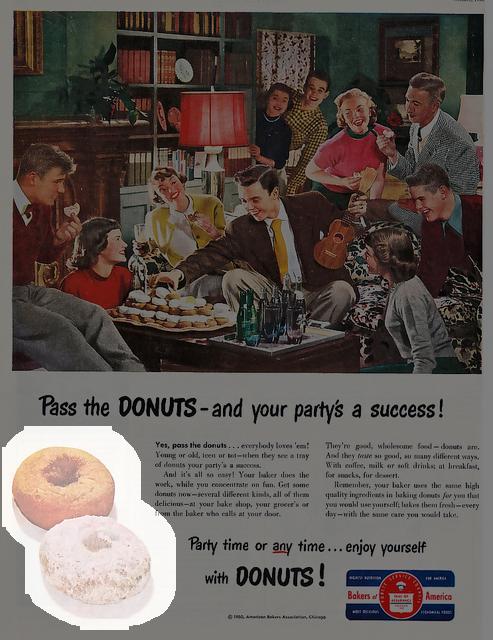 Pass the DONUTS - and your party's a success!
Yes, pass the donuts . . . everybody loves 'em!
Young or old, teen or tot—when they see a tray
of donuts your party's a success.
And it's all so easy! Your baker does the
work, while you concentrate on fun. Get some
donuts now—several different kinds, all of them
delicious—at your bake shop, your grocer's or
from the baker who calls at your door.
They're good, wholesome food—donuts are.
And they taste so good, so many different ways.
With coffee, milk or soft drinks; at breakfast,
for snacks, for dessert.
Remember, your baker uses the same high
quality ingredients in baking donuts for you that
you would use yourself; bakes them fresh—every
day—with the same care you would take.
Party time or any time... enjoy yourself
with DONUTS!
Bakers of America
© 1950, American Bakers Association, Chicago